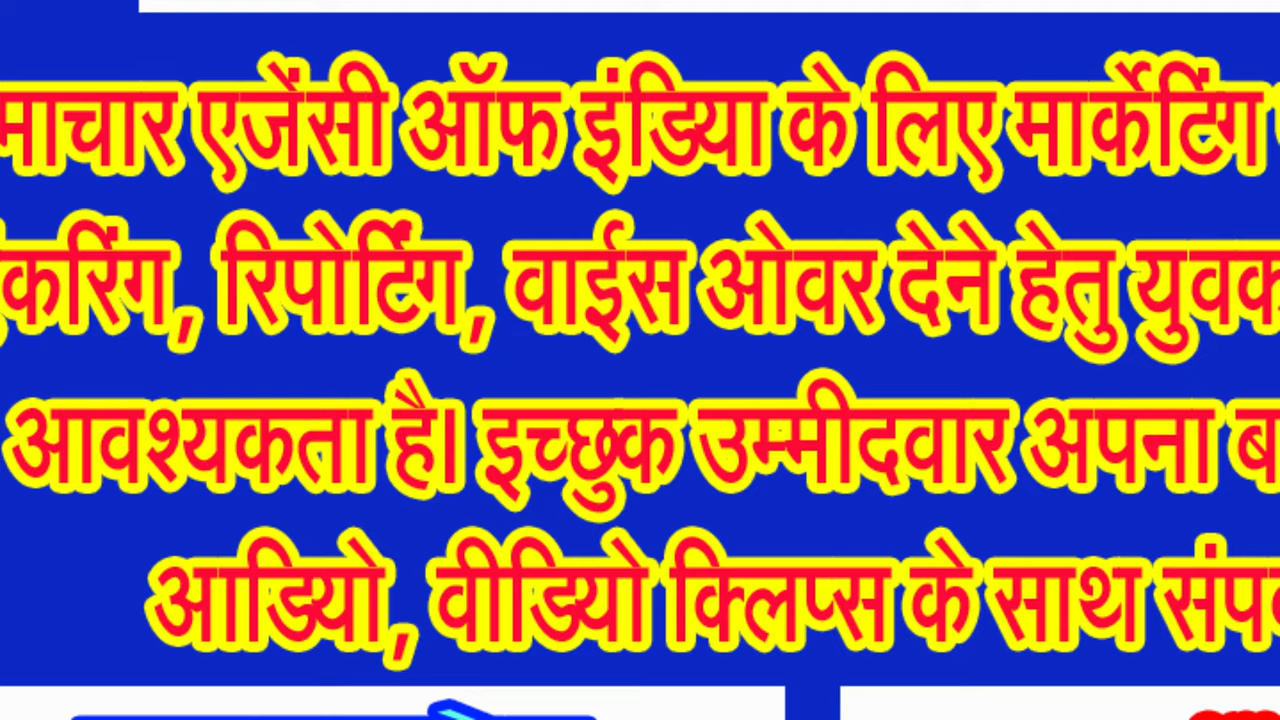 माचार एजेंसी ऑफ इंडिया के लिए मार्केटिंग
करिंग, रिपोर्टिंग, वाईस ओवर देने हेतु युवक
आवश्यकता है। इच्छुक उम्मीदवार अपना ब
आडियो, वीडियो क्लिप्स के साथ संप